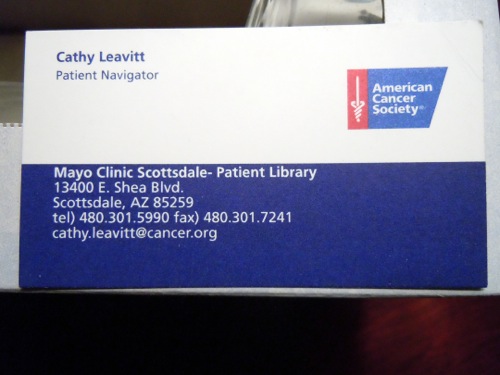 Cathy Leavitt
Patient Navigator
American
Cancer
Society®
Mayo Clinic Scottsdale- Patient Library
13400 E. Shea Blvd.
Scottsdale, AZ 85259
tel) 480.301.5990 fax) 480.301.7241
cathy.leavitt@cancer.org